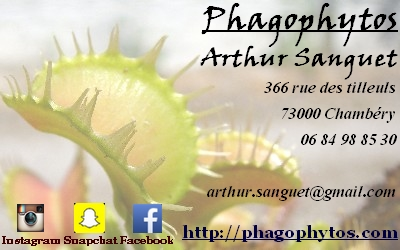 Phagophytos
Arthur Sanguet
366 rue des tilleuls
73000 Chambéry
06 84 98 85 30
arthur.sanguet@gmail.com
Instagram Snapchat Facebook
http://phagophytos.com